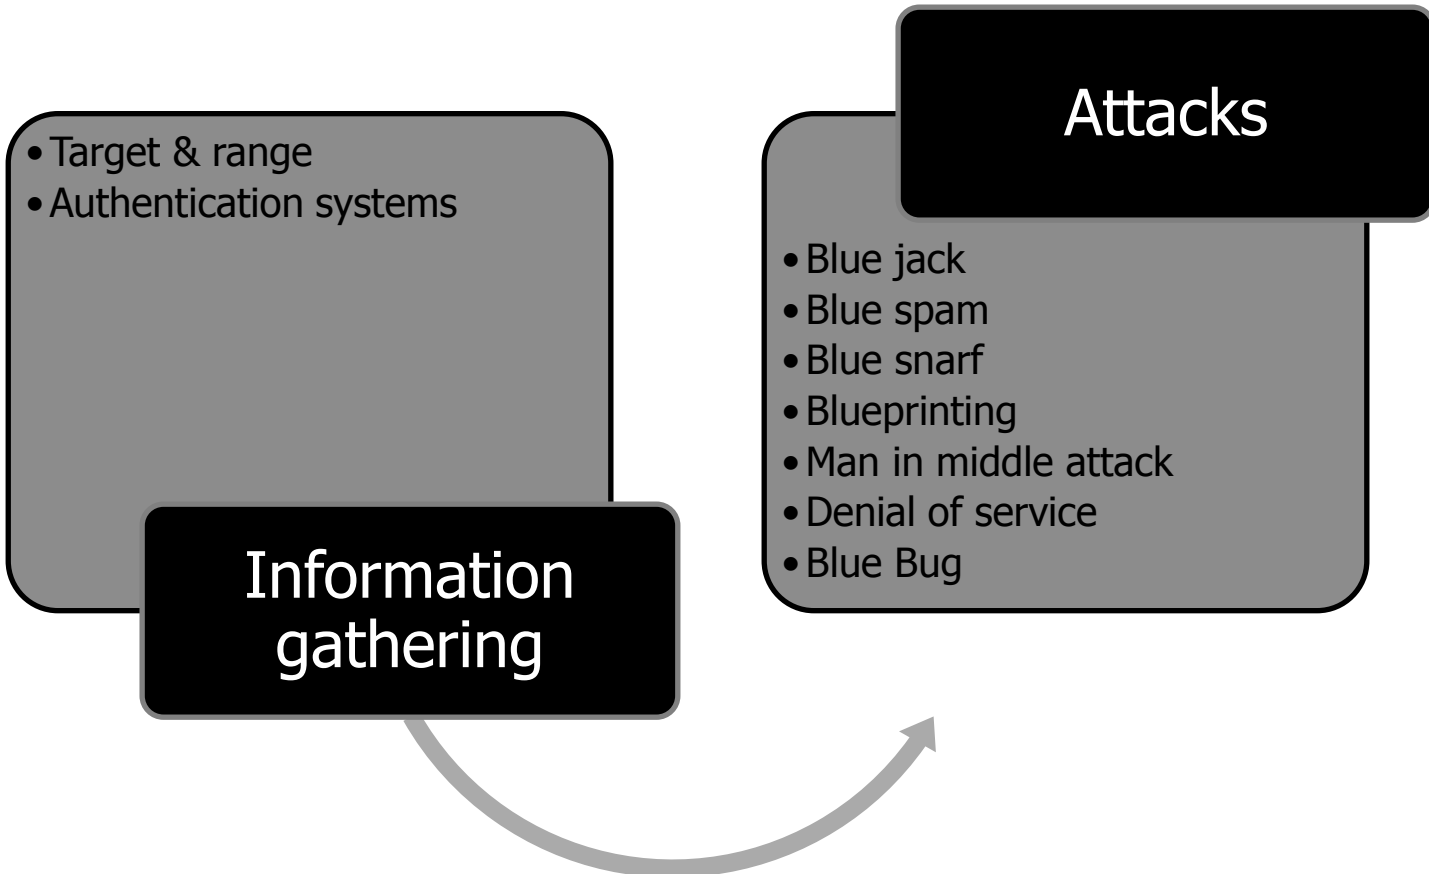 • Target & range
• Authentication systems
Information
gathering
Attacks
• Blue jack
• Blue spam
• Blue snarf
• Blueprinting
• Man in middle attack
• Denial of service
• Blue Bug